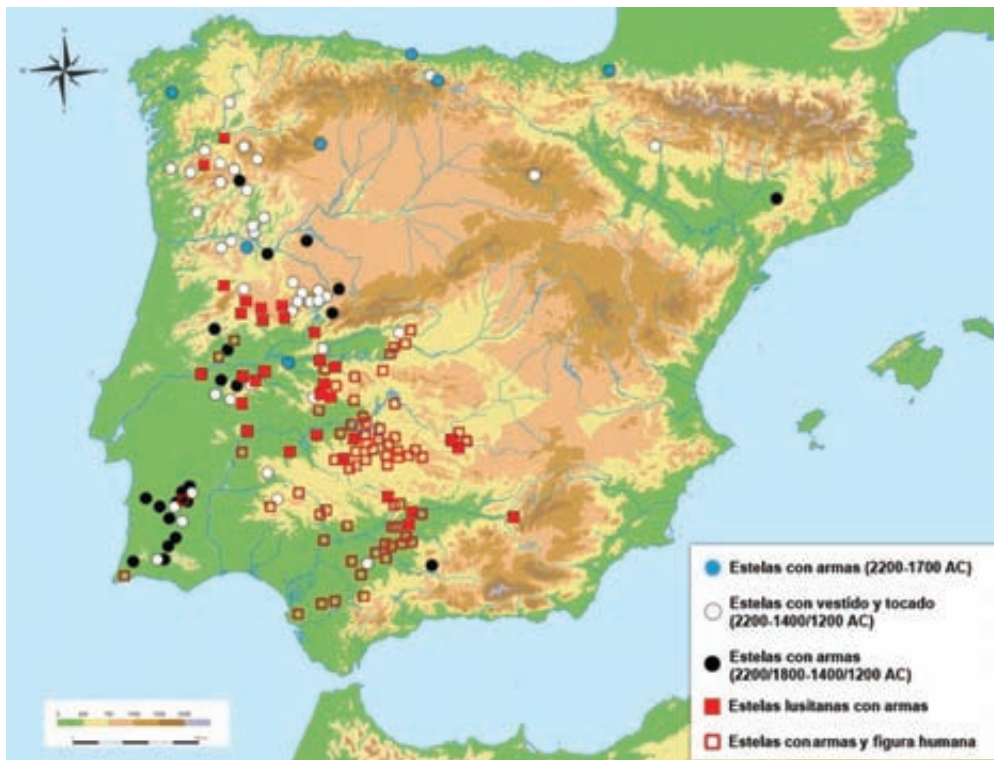 Estelas con armas (2200-1700 AC)
Estelas con vestido y tocado
(2200-1400/1200 AC)
Estelas con armas
(2200/1800-1400/1200 AC)
Estelas lusitanas con armas
Estelas con armas y figura humana